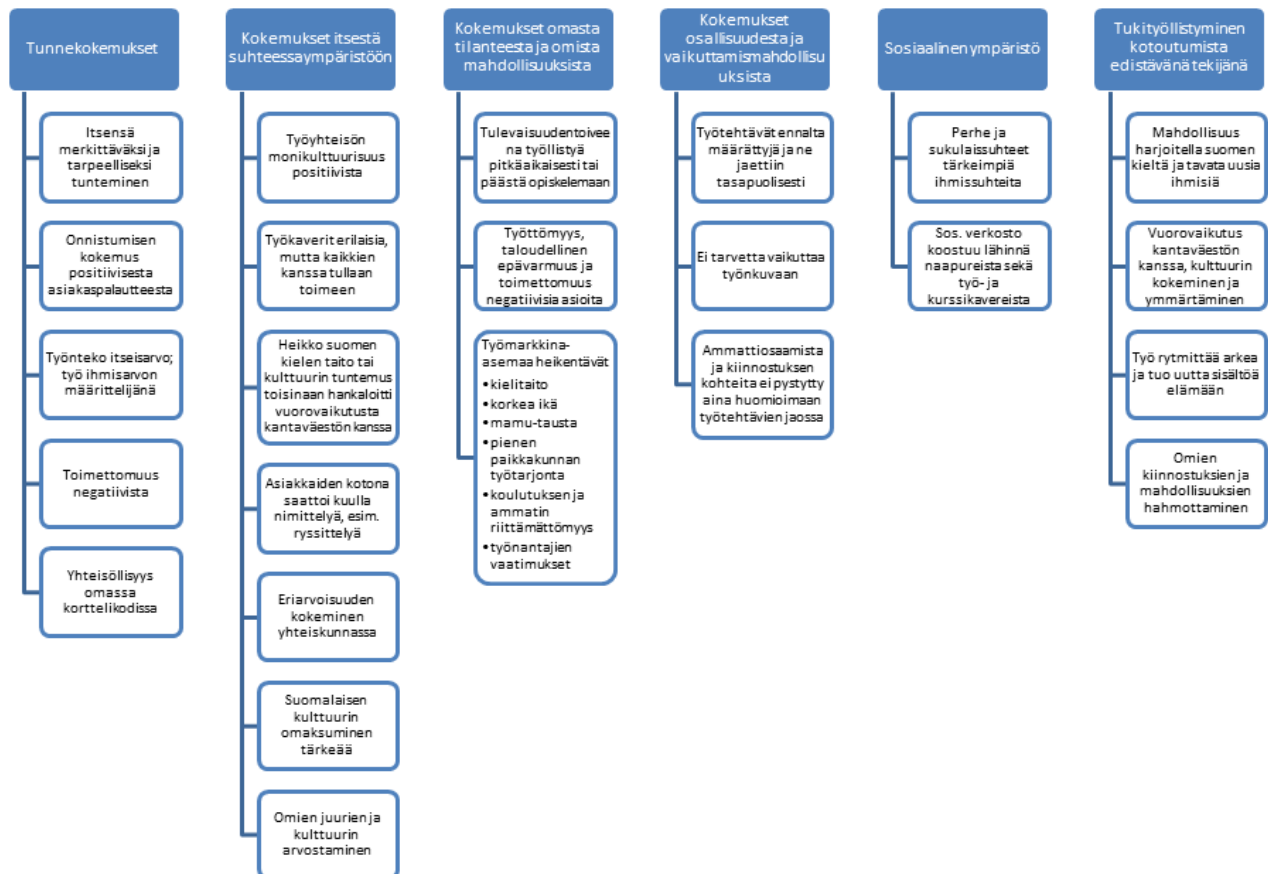 Tunnekokemukset
Itsensä
merkittäväksi ja
tarpeelliseksi
tunteminen
Onnistumisen
kokemus
positiivisesta
asiakaspalautteesta
Työnteko itseisarvo;
työ ihmisarvon
määrittelijänä
Toimettomuus
negatiivista
Yhteisöllisyys
omassa
korttelikodissa
Kokemukset itsestä
suhteessa ympäristöön
Työyhteisön
monikulttuurisuus
positiivista
Työkaverit erilaisia,
mutta kaikkien
kanssa tullaan
toimeen
Heikko suomen
kielen taito tai
kulttuurin tuntemus
toisinaan hankaloitti
vuorovaikutusta
kantaväestön kanssa
Asiakkaiden kotona
saattoi kuulla
nimittelyä, esim.
ryssittelyä
Eriarvoisuuden
kokeminen
yhteiskunnassa
Suomalaisen
kulttuurin
omaksuminen
tärkeää
Omien juurien ja
kulttuurin
arvostaminen
Kokemukset omasta
tilanteesta ja omista
mahdollisuuksista
Tulevaisuudentoivee
na työllistyä
pitkäaikaisesti tai
päästä opiskelemaan
Työttömyys,
taloudellinen
epävarmuus ja
toimettomuus
negatiivisia asioita
Työmarkkina-
asemaa heikentävät
•kielitaito
•korkea ikä
•mamu-tausta
•pienen
paikkakunnan
työtarjonta
•koulutuksen ja
ammatin
riittämättömyys
•työnantajien
vaatimukset
Kokemukset
osallisuudesta ja
vaikuttamismahdollisu
uksista
Työtehtävät ennalta
määrättyjä ja ne
jaettiin
tasapuolisesti
Ei tarvetta vaikuttaa
työnkuvaan
Ammattiosaamista
ja kiinnostuksen
kohteita ei pystytty
aina huomioimaan
työtehtävien jaossa
Sosiaalinen ympäristö
Perhe ja
sukulaissuhteet
tärkeimpiä
ihmissuhteita
Sos. verkosto
koostuu lähinnä
naapureista sekä
työ- ja
kurssikavereista
Tukityöllistyminen
kotoutumista
edistävänä tekijänä
Mahdollisuus
harjoitella suomen
kieltä ja tavata uusia
ihmisiä
Vuorovaikutus
kantaväestön
kanssa, kulttuurin
kokeminen ja
ymmärtäminen
Työ rytmittää arkea
ja tuo uutta sisältöä
elämään
Omien
kiinnostuksien ja
mahdollisuuksien
hahmottaminen